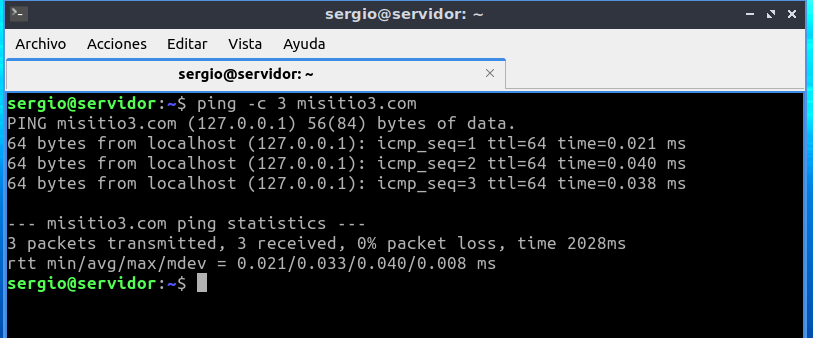 sergio@servidor: ~
Archivo Acciones Editar Vista Ayuda
sergio@servidor: ~ ×
sergio@servidor:~$ ping -c 3 misitio3.com
PING misitio3.com (127.0.0.1) 56(84) bytes of data.
64 bytes from localhost (127.0.0.1): icmp_seq=1 ttl=64 time=0.021 ms
64 bytes from localhost (127.0.0.1): icmp_seq=2 ttl=64 time=0.040 ms
64 bytes from localhost (127.0.0.1): icmp_seq=3 ttl=64 time=0.038 ms
--- misitio3.com ping statistics ---
3 packets transmitted, 3 received, 0% packet loss, time 2028ms
rtt min/avg/max/mdev = 0.021/0.033/0.040/0.008 ms
sergio@servidor:~$